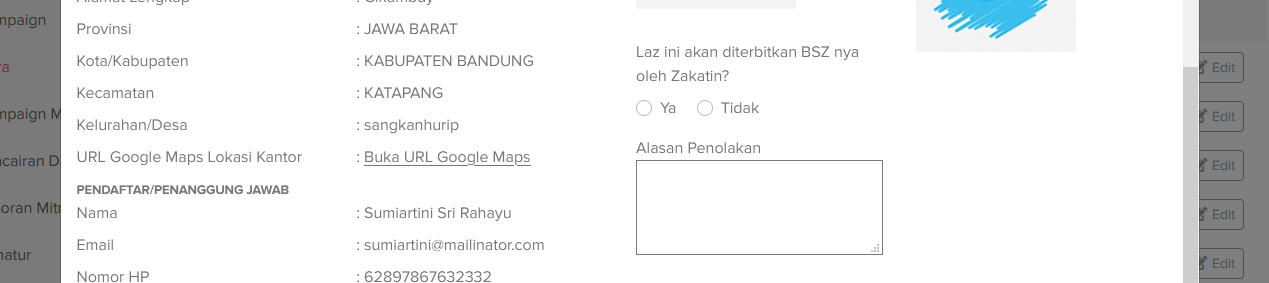 mpaign
ra
mpaign M
ncairan D
oran Mitr
natur
Alamat Lengkap : Cikambay
Provinsi : JAWA BARAT
Kota/Kabupaten : KABUPATEN BANDUNG
Kecamatan : KATAPANG
Kelurahan/Desa : sangkanhurip
URL Google Maps Lokasi Kantor : Buka URL Google Maps
PENDAFTAR/PENANGGUNG JAWAB
Nama : Sumiartini Sri Rahayu
Email : sumiartini@mailinator.com
Nomor HP : 62897867632332
Laz ini akan diterbitkan BSZ nya
oleh Zakatin?
Ya Tidak
Alasan Penolakan
Edit
Edit
Edit
Edit
Edit